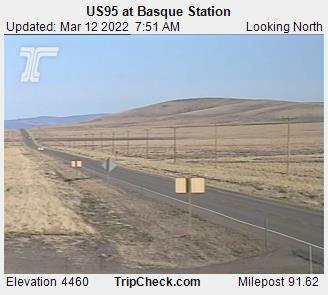 US95 at Basque Station
Updated: Mar 12 2022 7:51 AM Looking North
Elevation 4460 TripCheck.com Milepost 91.62